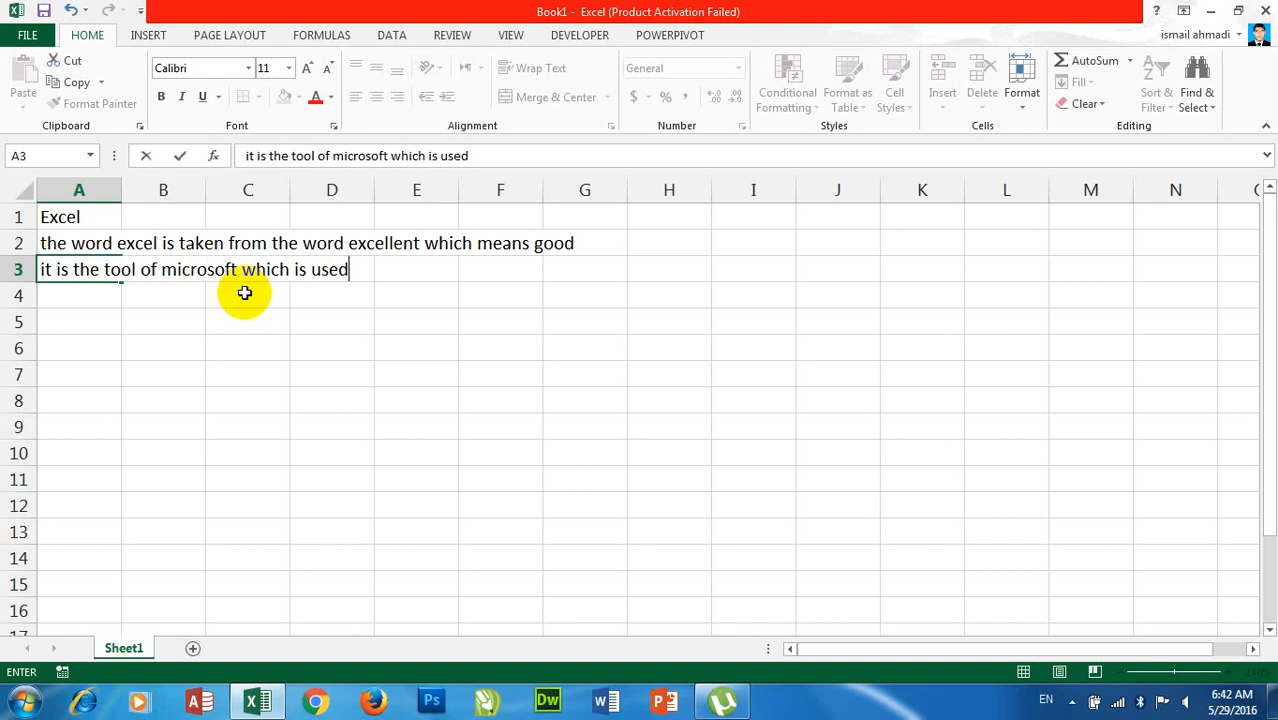 Book1 - Excel (Product Activation Failed)
FILE HOME INSERT PAGE LAYOUT FORMULAS DATA REVIEW VIEW DEVELOPER POWERPIVOT ismail ahmadi
Paste Cut Copy Format Painter
Calibri 11
B I U A
Wrap Text
Merge & Center
General
$ %
Conditional Formatting Format as Table Cell Styles
Insert Delete Format
AutoSum Fill Clear
Sort & Filter Find & Select
Clipboard Font Alignment Number Styles Cells Editing
A3 fx it is the tool of microsoft which is used
A B C D E F G H I J K L M N
1 Excel
2 the word excel is taken from the word excellent which means good
3 it is the tool of microsoft which is used
4
5
6
7
8
9
10
11
12
13
14
15
16
17
Sheet1
ENTER
Ps Dw EN 6:42 AM
5/29/2016